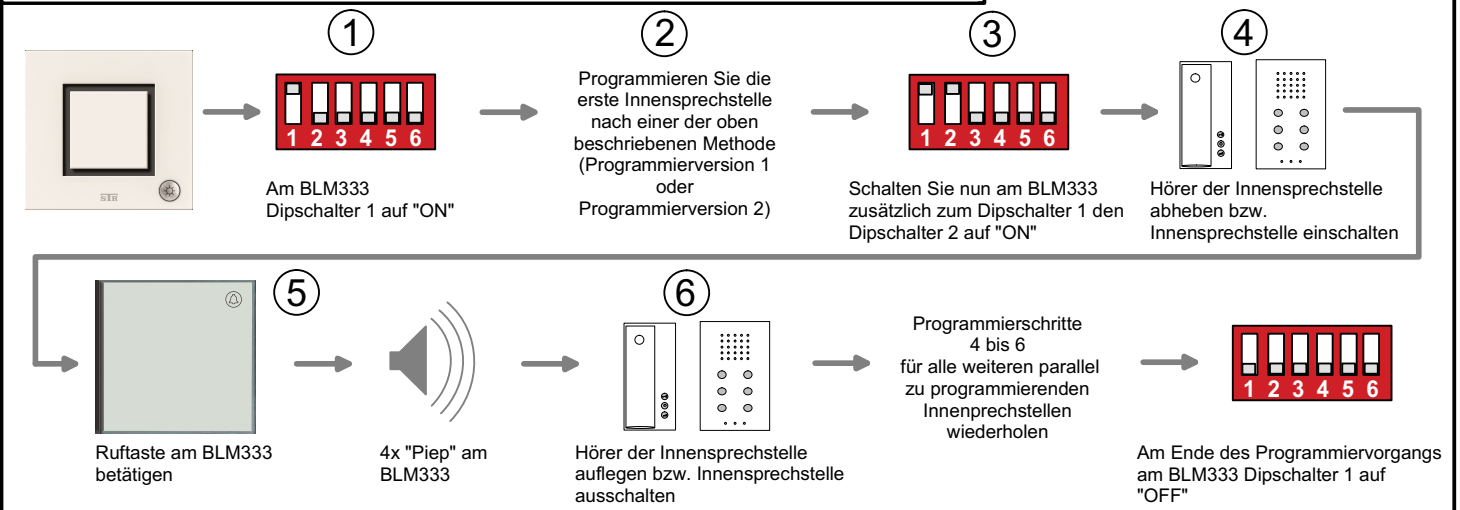 1
2
3
4
STR
1 2 3 4 5 6
Am BLM333
Dipschalter 1 auf "ON"
Programmieren Sie die
erste Innensprechstelle
nach einer der oben
beschriebenen Methode
(Programmierversion 1
oder
Programmierversion 2)
1 2 3 4 5 6
Schalten Sie nun am BLM333
zusätzlich zum Dipschalter 1 den
Dipschalter 2 auf "ON"
Hörer der Innensprechstelle
abheben bzw.
Innensprechstelle einschalten
5
Ruftaste am BLM333
betätigen
4x "Piep" am
BLM333
6
Hörer der Innensprechstelle
auflegen bzw. Innensprechstelle
ausschalten
Programmierschritte
4 bis 6
für alle weiteren parallel
zu programmierenden
Innenprechstellen
wiederholen
1 2 3 4 5 6
Am Ende des Programmiervorgangs
am BLM333 Dipschalter 1 auf
"OFF"